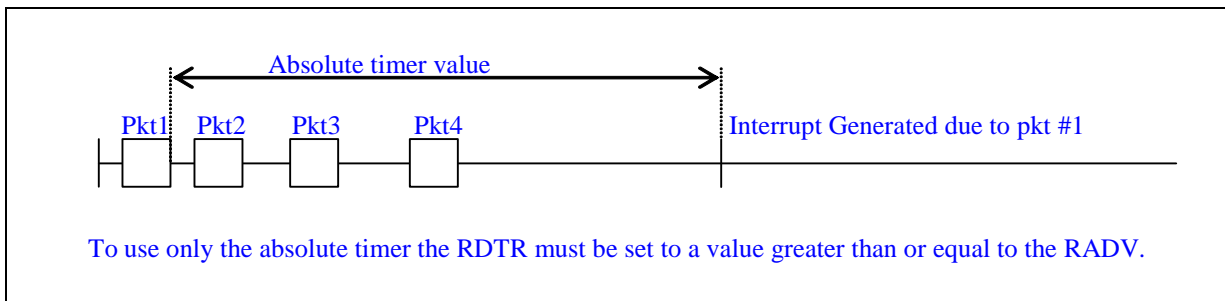 Absolute timer value
Pkt1 Pkt2 Pkt3 Pkt4 Interrupt Generated due to pkt #1
To use only the absolute timer the RDTR must be set to a value greater than or equal to the RADV.